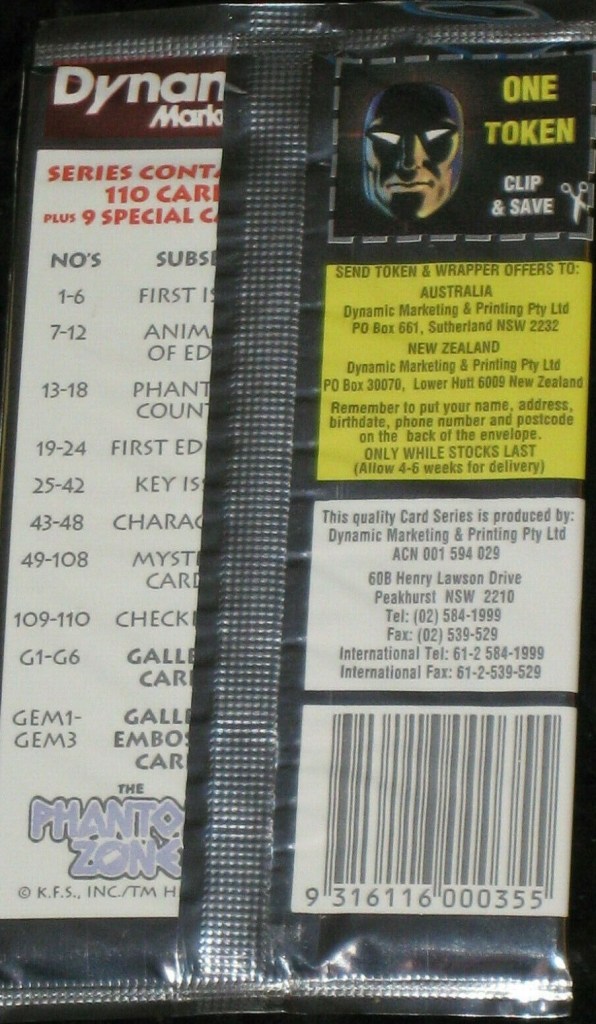 Dynan
Mark
SERIES CONTA
110 CARI
PLUS 9 SPECIAL CA
NO'S SUBSE
1-6 FIRST IS
7-12 ANIM
OF ED
13-18 PHANT
COUNT
19-24 FIRST ED
25-42 KEY IS
43-48 CHARAC
49-108 MYST
CARD
109-110 CHECK
G1-G6 GALLE
CARI
GEM1- GALL
GEM3 EMBOS
CAR
THE
PHANTO
ZONE
© K.F.S., INC./TM H
ONE
TOKEN
CLIP
& SAVE
SEND TOKEN & WRAPPER OFFERS TO:
AUSTRALIA
Dynamic Marketing & Printing Pty Ltd
PO Box 661, Sutherland NSW 2232
NEW ZEALAND
Dynamic Marketing & Printing Pty Ltd
PO Box 30070, Lower Hutt 6009 New Zealand
Remember to put your name, address,
birthdate, phone number and postcode
on the back of the envelope.
ONLY WHILE STOCKS LAST
(Allow 4-6 weeks for delivery)
This quality Card Series is produced by:
Dynamic Marketing & Printing Pty Ltd
ACN 001 594 029
60B Henry Lawson Drive
Peakhurst NSW 2210
Tel: (02) 584-1999
Fax: (02) 539-529
International Tel: 61-2 584-1999
International Fax: 61-2-539-529
9 316116 000355